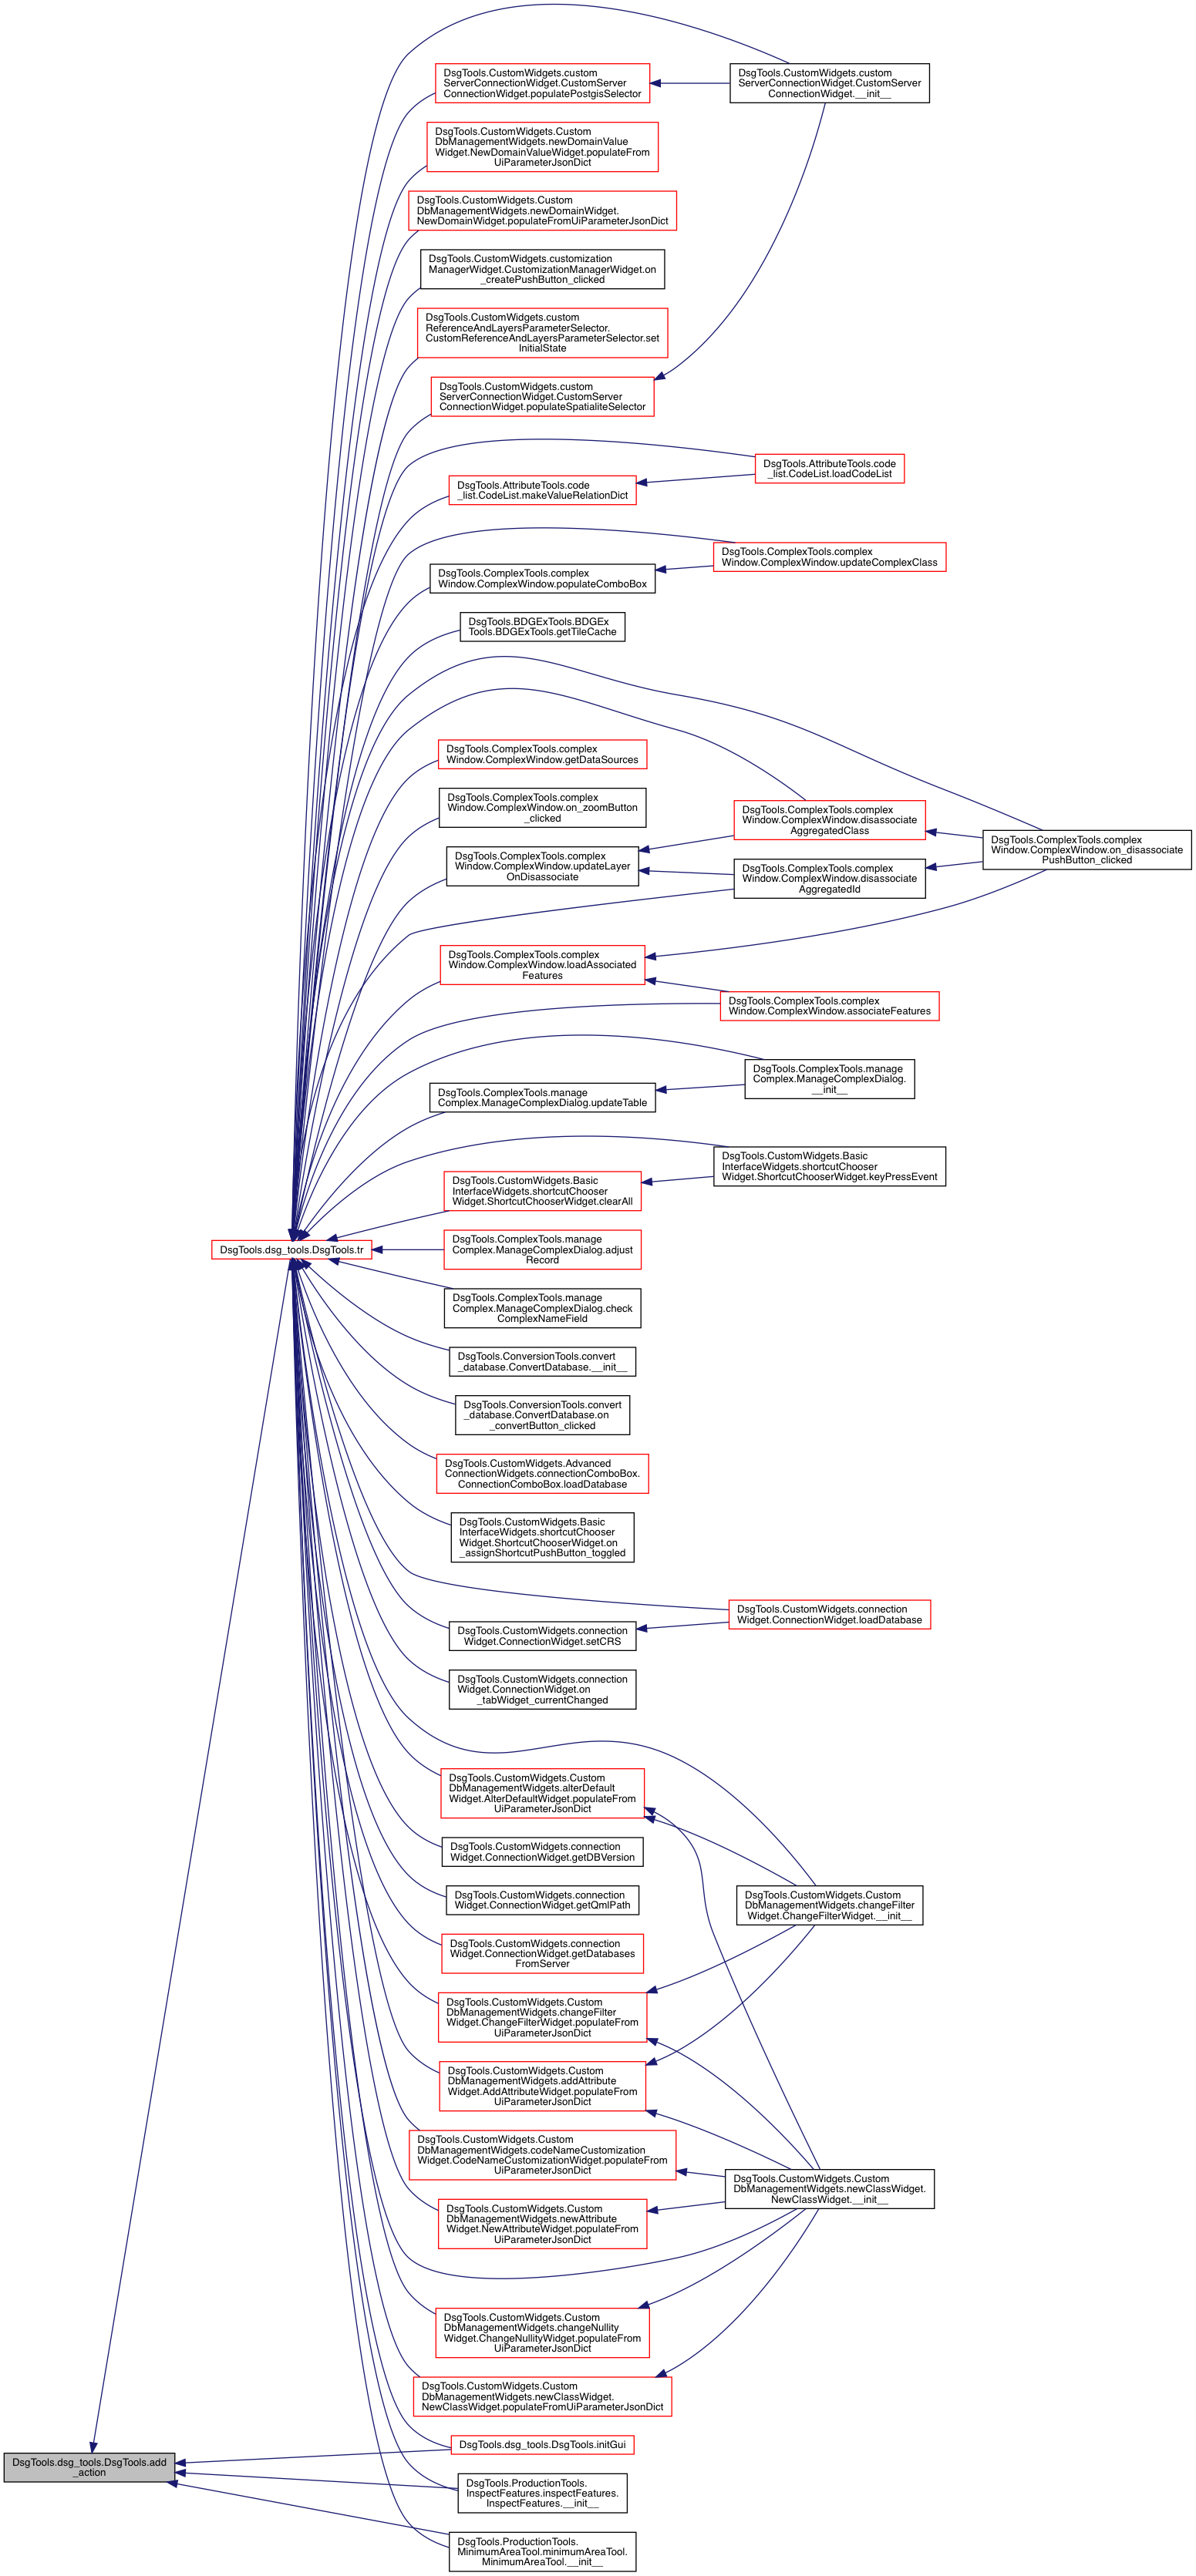 DsgTools.CustomWidgets.custom
ServerConnectionWidget.CustomServer
ConnectionWidget.populatePostgisSelector
DsgTools.CustomWidgets.custom
ServerConnectionWidget.CustomServer
ConnectionWidget.__init__
DsgTools.CustomWidgets.Custom
DbManagementWidgets.newDomainValue
Widget.NewDomainValueWidget.populateFrom
UiParameterJsonDict
DsgTools.CustomWidgets.Custom
DbManagementWidgets.newDomainWidget.
NewDomainWidget.populateFromUiParameterJsonDict
DsgTools.CustomWidgets.customization
ManagerWidget.CustomizationManagerWidget.on
_createPushButton_clicked
DsgTools.CustomWidgets.custom
ReferenceAndLayersParameterSelector.
CustomReferenceAndLayersParameterSelector.set
InitialState
DsgTools.CustomWidgets.custom
ServerConnectionWidget.CustomServer
ConnectionWidget.populateSpatialiteSelector
DsgTools.AttributeTools.code
_list.CodeList.loadCodeList
DsgTools.AttributeTools.code
_list.CodeList.makeValueRelationDict
DsgTools.ComplexTools.complex
Window.ComplexWindow.updateComplexClass
DsgTools.ComplexTools.complex
Window.ComplexWindow.populateComboBox
DsgTools.BDGExTools.BDGEx
Tools.BDGExTools.getTileCache
DsgTools.ComplexTools.complex
Window.ComplexWindow.getDataSources
DsgTools.ComplexTools.complex
Window.ComplexWindow.on_zoomButton
_clicked
DsgTools.ComplexTools.complex
Window.ComplexWindow.disassociate
AggregatedClass
DsgTools.ComplexTools.complex
Window.ComplexWindow.on_disassociate
PushButton_clicked
DsgTools.ComplexTools.complex
Window.ComplexWindow.updateLayer
OnDisassociate
DsgTools.ComplexTools.complex
Window.ComplexWindow.disassociate
AggregatedId
DsgTools.ComplexTools.complex
Window.ComplexWindow.loadAssociated
Features
DsgTools.ComplexTools.complex
Window.ComplexWindow.associateFeatures
DsgTools.ComplexTools.manage
Complex.ManageComplexDialog.
__init__
DsgTools.ComplexTools.manage
Complex.ManageComplexDialog.updateTable
DsgTools.CustomWidgets.Basic
InterfaceWidgets.shortcutChooser
Widget.ShortcutChooserWidget.keyPressEvent
DsgTools.CustomWidgets.Basic
InterfaceWidgets.shortcutChooser
Widget.ShortcutChooserWidget.clearAll
DsgTools.dsg_tools.DsgTools.tr
DsgTools.ComplexTools.manage
Complex.ManageComplexDialog.adjust
Record
DsgTools.ComplexTools.manage
Complex.ManageComplexDialog.check
ComplexNameField
DsgTools.ConversionTools.convert
_database.ConvertDatabase.__init__
DsgTools.ConversionTools.convert
_database.ConvertDatabase.on
_convertButton_clicked
DsgTools.CustomWidgets.Advanced
ConnectionWidgets.connectionComboBox.
ConnectionComboBox.loadDatabase
DsgTools.CustomWidgets.Basic
InterfaceWidgets.shortcutChooser
Widget.ShortcutChooserWidget.on
_assignShortcutPushButton_toggled
DsgTools.CustomWidgets.connection
Widget.ConnectionWidget.loadDatabase
DsgTools.CustomWidgets.connection
Widget.ConnectionWidget.setCRS
DsgTools.CustomWidgets.connection
Widget.ConnectionWidget.on
_tabWidget_currentChanged
DsgTools.CustomWidgets.Custom
DbManagementWidgets.alterDefault
Widget.AlterDefaultWidget.populateFrom
UiParameterJsonDict
DsgTools.CustomWidgets.connection
Widget.ConnectionWidget.getDBVersion
DsgTools.CustomWidgets.connection
Widget.ConnectionWidget.getQmlPath
DsgTools.CustomWidgets.Custom
DbManagementWidgets.changeFilter
Widget.ChangeFilterWidget.__init__
DsgTools.CustomWidgets.connection
Widget.ConnectionWidget.getDatabases
FromServer
DsgTools.CustomWidgets.Custom
DbManagementWidgets.changeFilter
Widget.ChangeFilterWidget.populateFrom
UiParameterJsonDict
DsgTools.CustomWidgets.Custom
DbManagementWidgets.addAttribute
Widget.AddAttributeWidget.populateFrom
UiParameterJsonDict
DsgTools.CustomWidgets.Custom
DbManagementWidgets.codeNameCustomization
Widget.CodeNameCustomizationWidget.populateFrom
UiParameterJsonDict
DsgTools.CustomWidgets.Custom
DbManagementWidgets.newClassWidget.
NewClassWidget.__init__
DsgTools.CustomWidgets.Custom
DbManagementWidgets.newAttribute
Widget.NewAttributeWidget.populateFrom
UiParameterJsonDict
DsgTools.CustomWidgets.Custom
DbManagementWidgets.changeNullity
Widget.ChangeNullityWidget.populateFrom
UiParameterJsonDict
DsgTools.CustomWidgets.Custom
DbManagementWidgets.newClassWidget.
NewClassWidget.populateFromUiParameterJsonDict
DsgTools.dsg_tools.DsgTools.initGui
DsgTools.dsg_tools.DsgTools.add
_action
DsgTools.ProductionTools.
InspectFeatures.inspectFeatures.
InspectFeatures.__init__
DsgTools.ProductionTools.
MinimumAreaTool.minimumAreaTool.
MinimumAreaTool.__init__